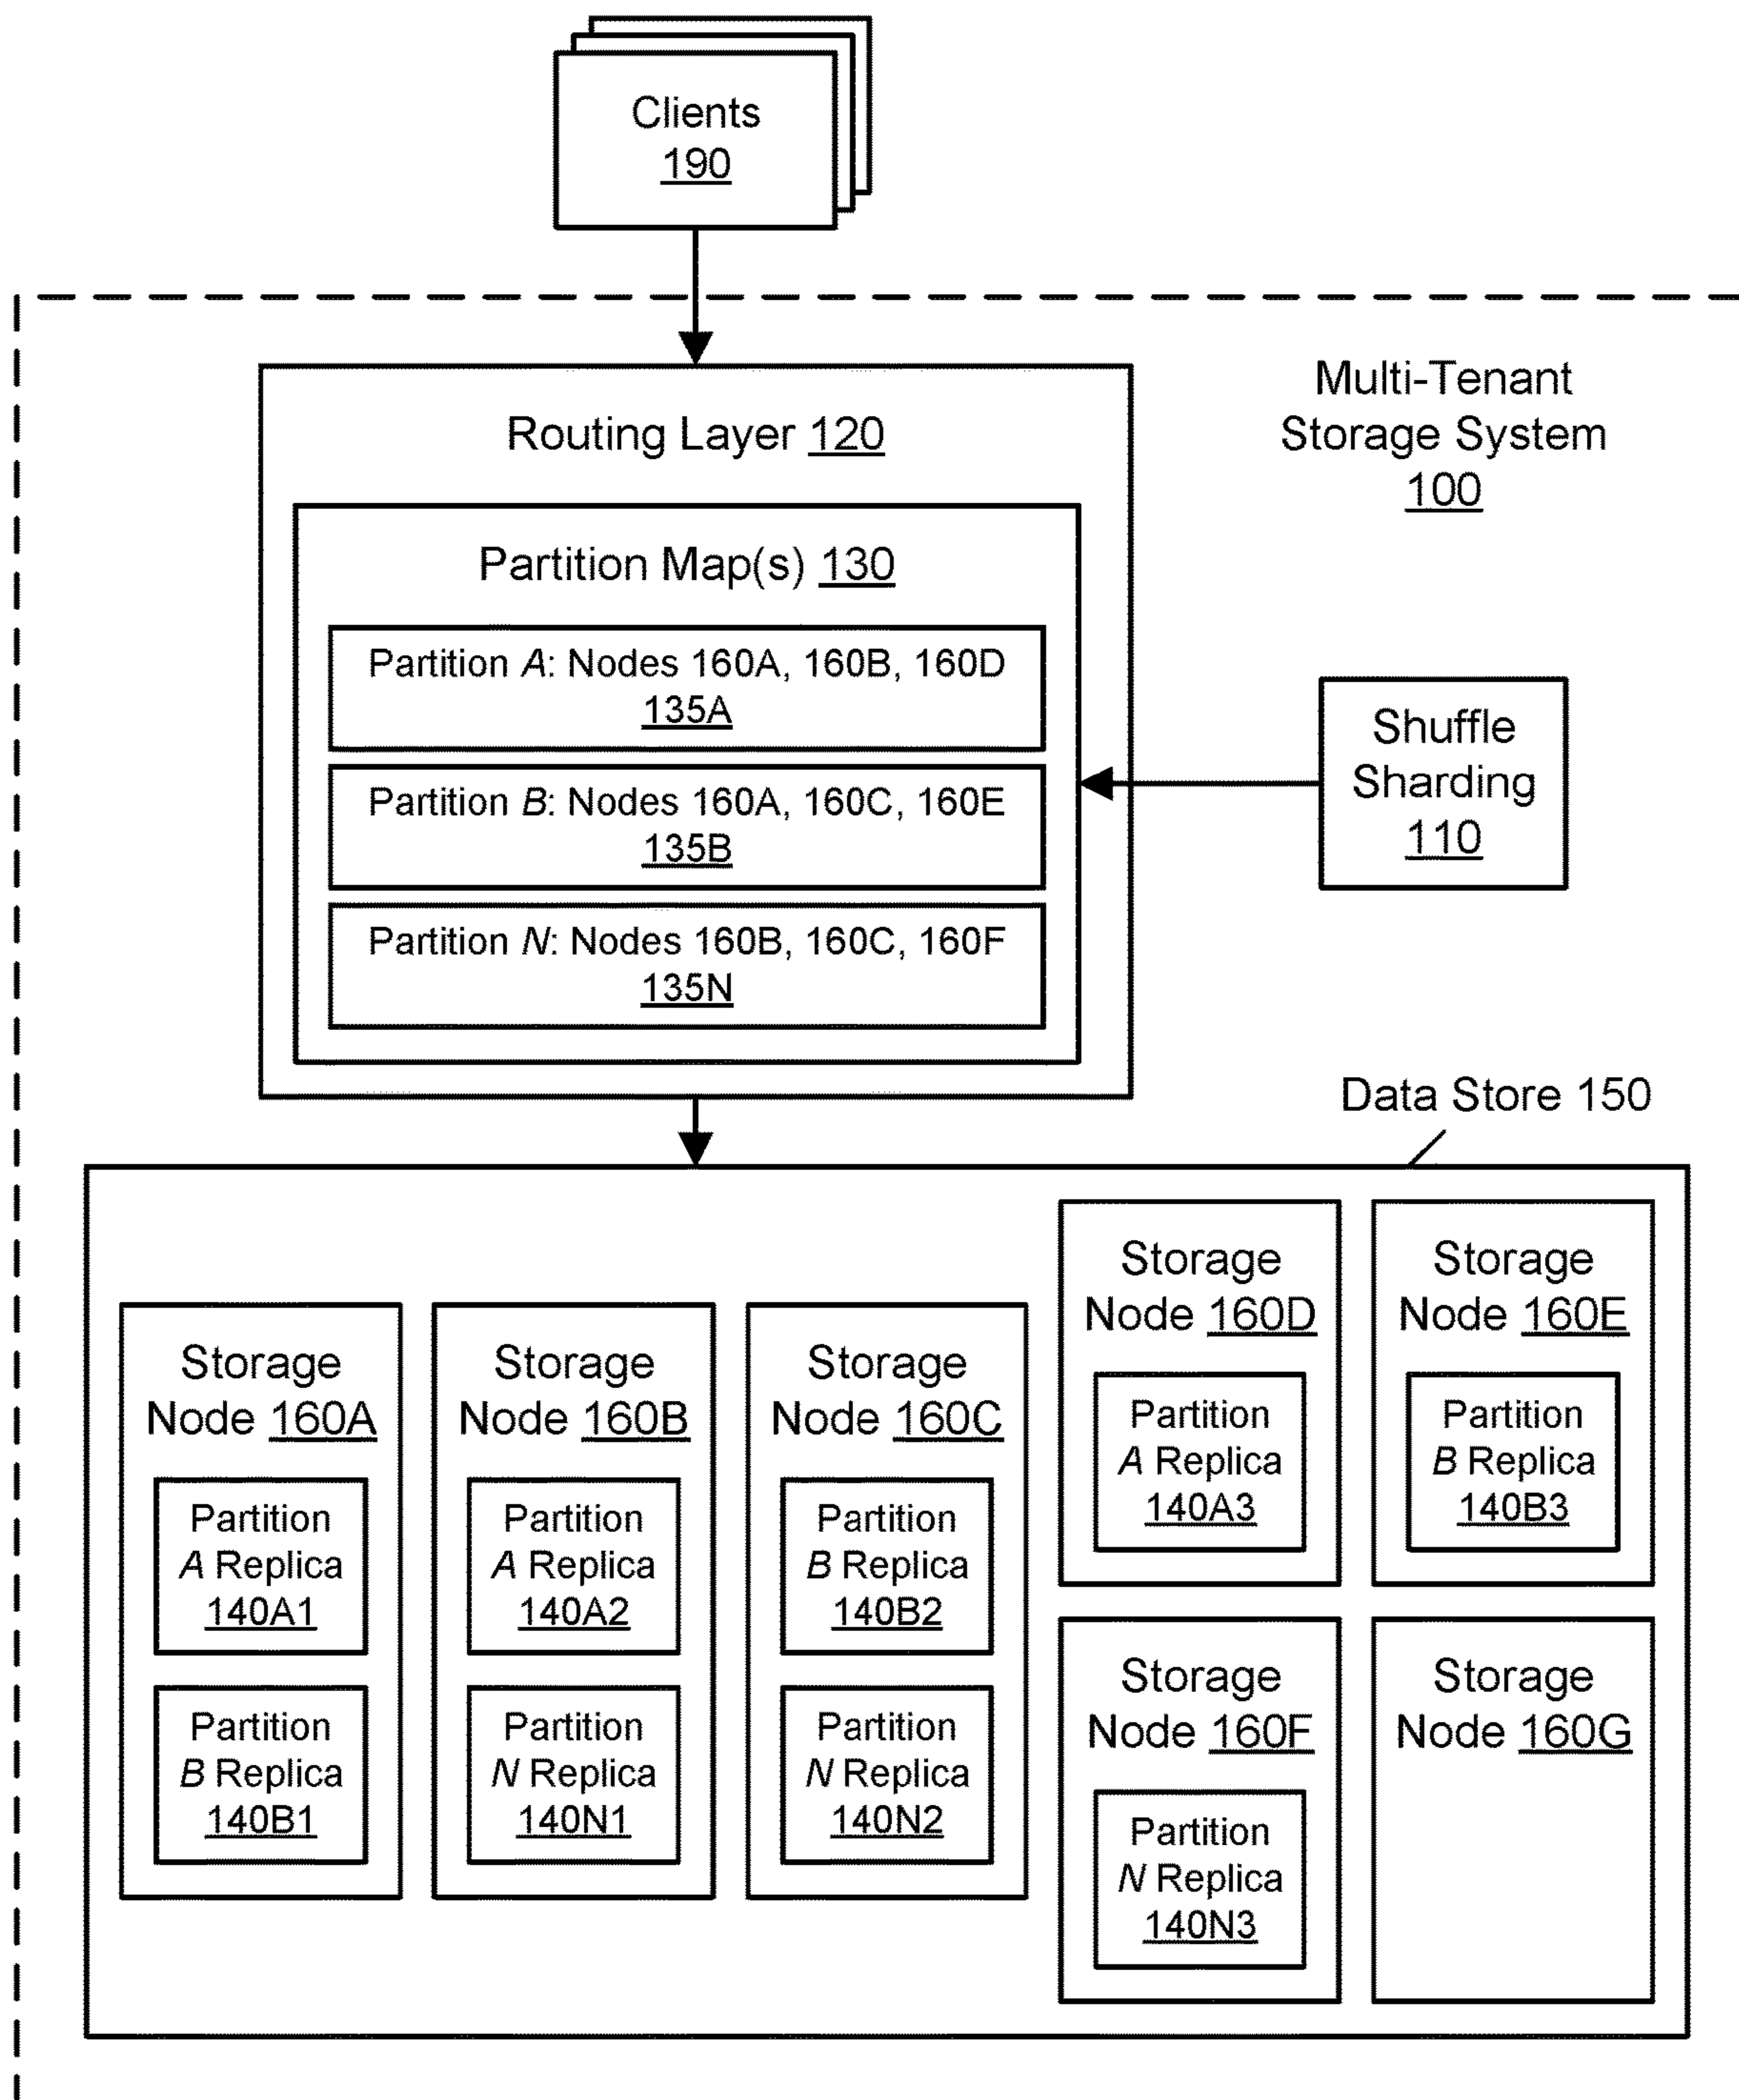 Clients
190
Multi-Tenant
Storage System
100
Routing Layer 120
Partition Map(s) 130
Partition A: Nodes 160A, 160B, 160D
135A
Partition B: Nodes 160A, 160C, 160E
135B
Partition N: Nodes 160B, 160C, 160F
135N
Shuffle
Sharding
110
Data Store 150
Storage
Node 160A
Partition
A Replica
140A1
Partition
B Replica
140B1
Storage
Node 160B
Partition
A Replica
140A2
Partition
N Replica
140N1
Storage
Node 160C
Partition
B Replica
140B2
Partition
N Replica
140N2
Storage
Node 160D
Partition
A Replica
140A3
Storage
Node 160E
Partition
B Replica
140B3
Storage
Node 160F
Partition
N Replica
140N3
Storage
Node 160G